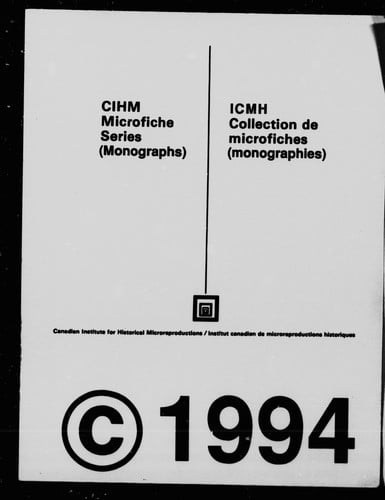 CIHM
Microfiche
Series
(Monographs)
ICMH
Collection de
microfiches
(monographies)
Canadian Institute for Historical Microreproductions / Institut canadien de microreproductions historiques
© 1994